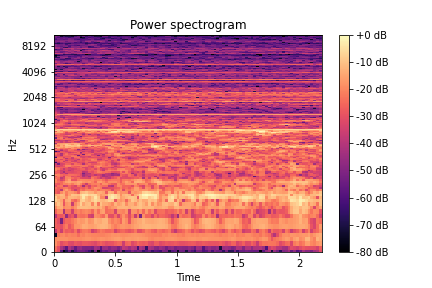 Power spectrogram
8192
4096
2048
1024
512
256
128
64
0
Hz
0
0.5
1
1.5
2
Time
+0 dB
-10 dB
-20 dB
-30 dB
-40 dB
-50 dB
-60 dB
-70 dB
-80 dB